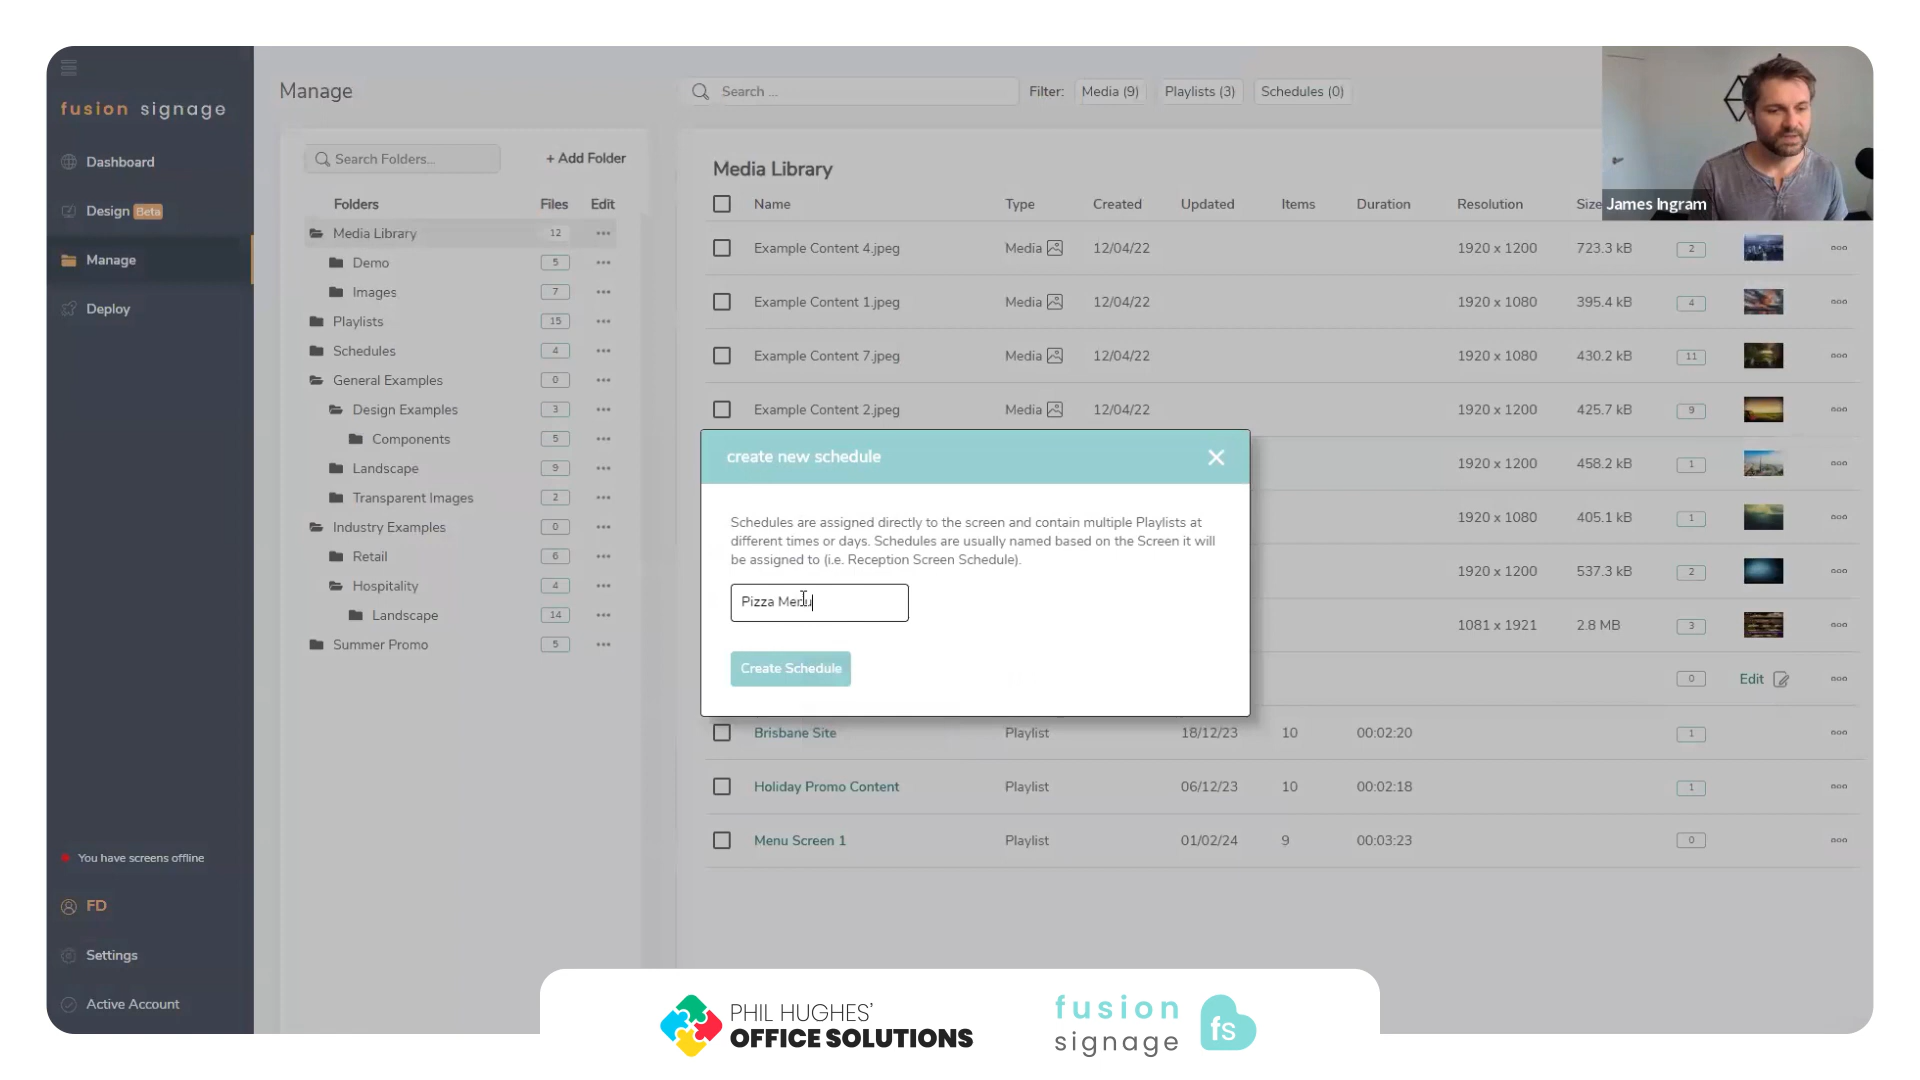 fusion signage
Dashboard
Design Beta
Manage
Deploy
You have screens offline
FD
Settings
Active Account
Manage
Search ...
Filter: Media (9) Playlists (3) Schedules (0)
Search Folders...
+ Add Folder
Folders Files Edit
Media Library 12
Demo 5
Images 7
Playlists 15
Schedules 4
General Examples 0
Design Examples 3
Components 5
Landscape 9
Transparent Images 2
Industry Examples 0
Retail 6
Hospitality 4
Landscape 14
Summer Promo 5
Media Library
Name Type Created Updated Items Duration Resolution
Example Content 4.jpeg Media 12/04/22 1920 x 1200 723.3 kB 2
Example Content 1.jpeg Media 12/04/22 1920 x 1080 395.4 kB 4
Example Content 7.jpeg Media 12/04/22 1920 x 1080 430.2 kB 11
Example Content 2.jpeg Media 12/04/22 1920 x 1200 425.7 kB 9
1920 x 1200 458.2 kB 1
1920 x 1080 405.1 kB 1
1920 x 1200 537.3 kB 2
1081 x 1921 2.8 MB 3
0 Edit
Brisbane Site Playlist 18/12/23 10 00:02:20 1
Holiday Promo Content Playlist 06/12/23 10 00:02:18 1
Menu Screen 1 Playlist 01/02/24 9 00:03:23 0
James Ingram
create new schedule
Schedules are assigned directly to the screen and contain multiple Playlists at
different times or days. Schedules are usually named based on the Screen it will
be assigned to (i.e. Reception Screen Schedule).
Pizza Menu
Create Schedule
PHIL HUGHES'
OFFICE SOLUTIONS
fusion
signage
fs